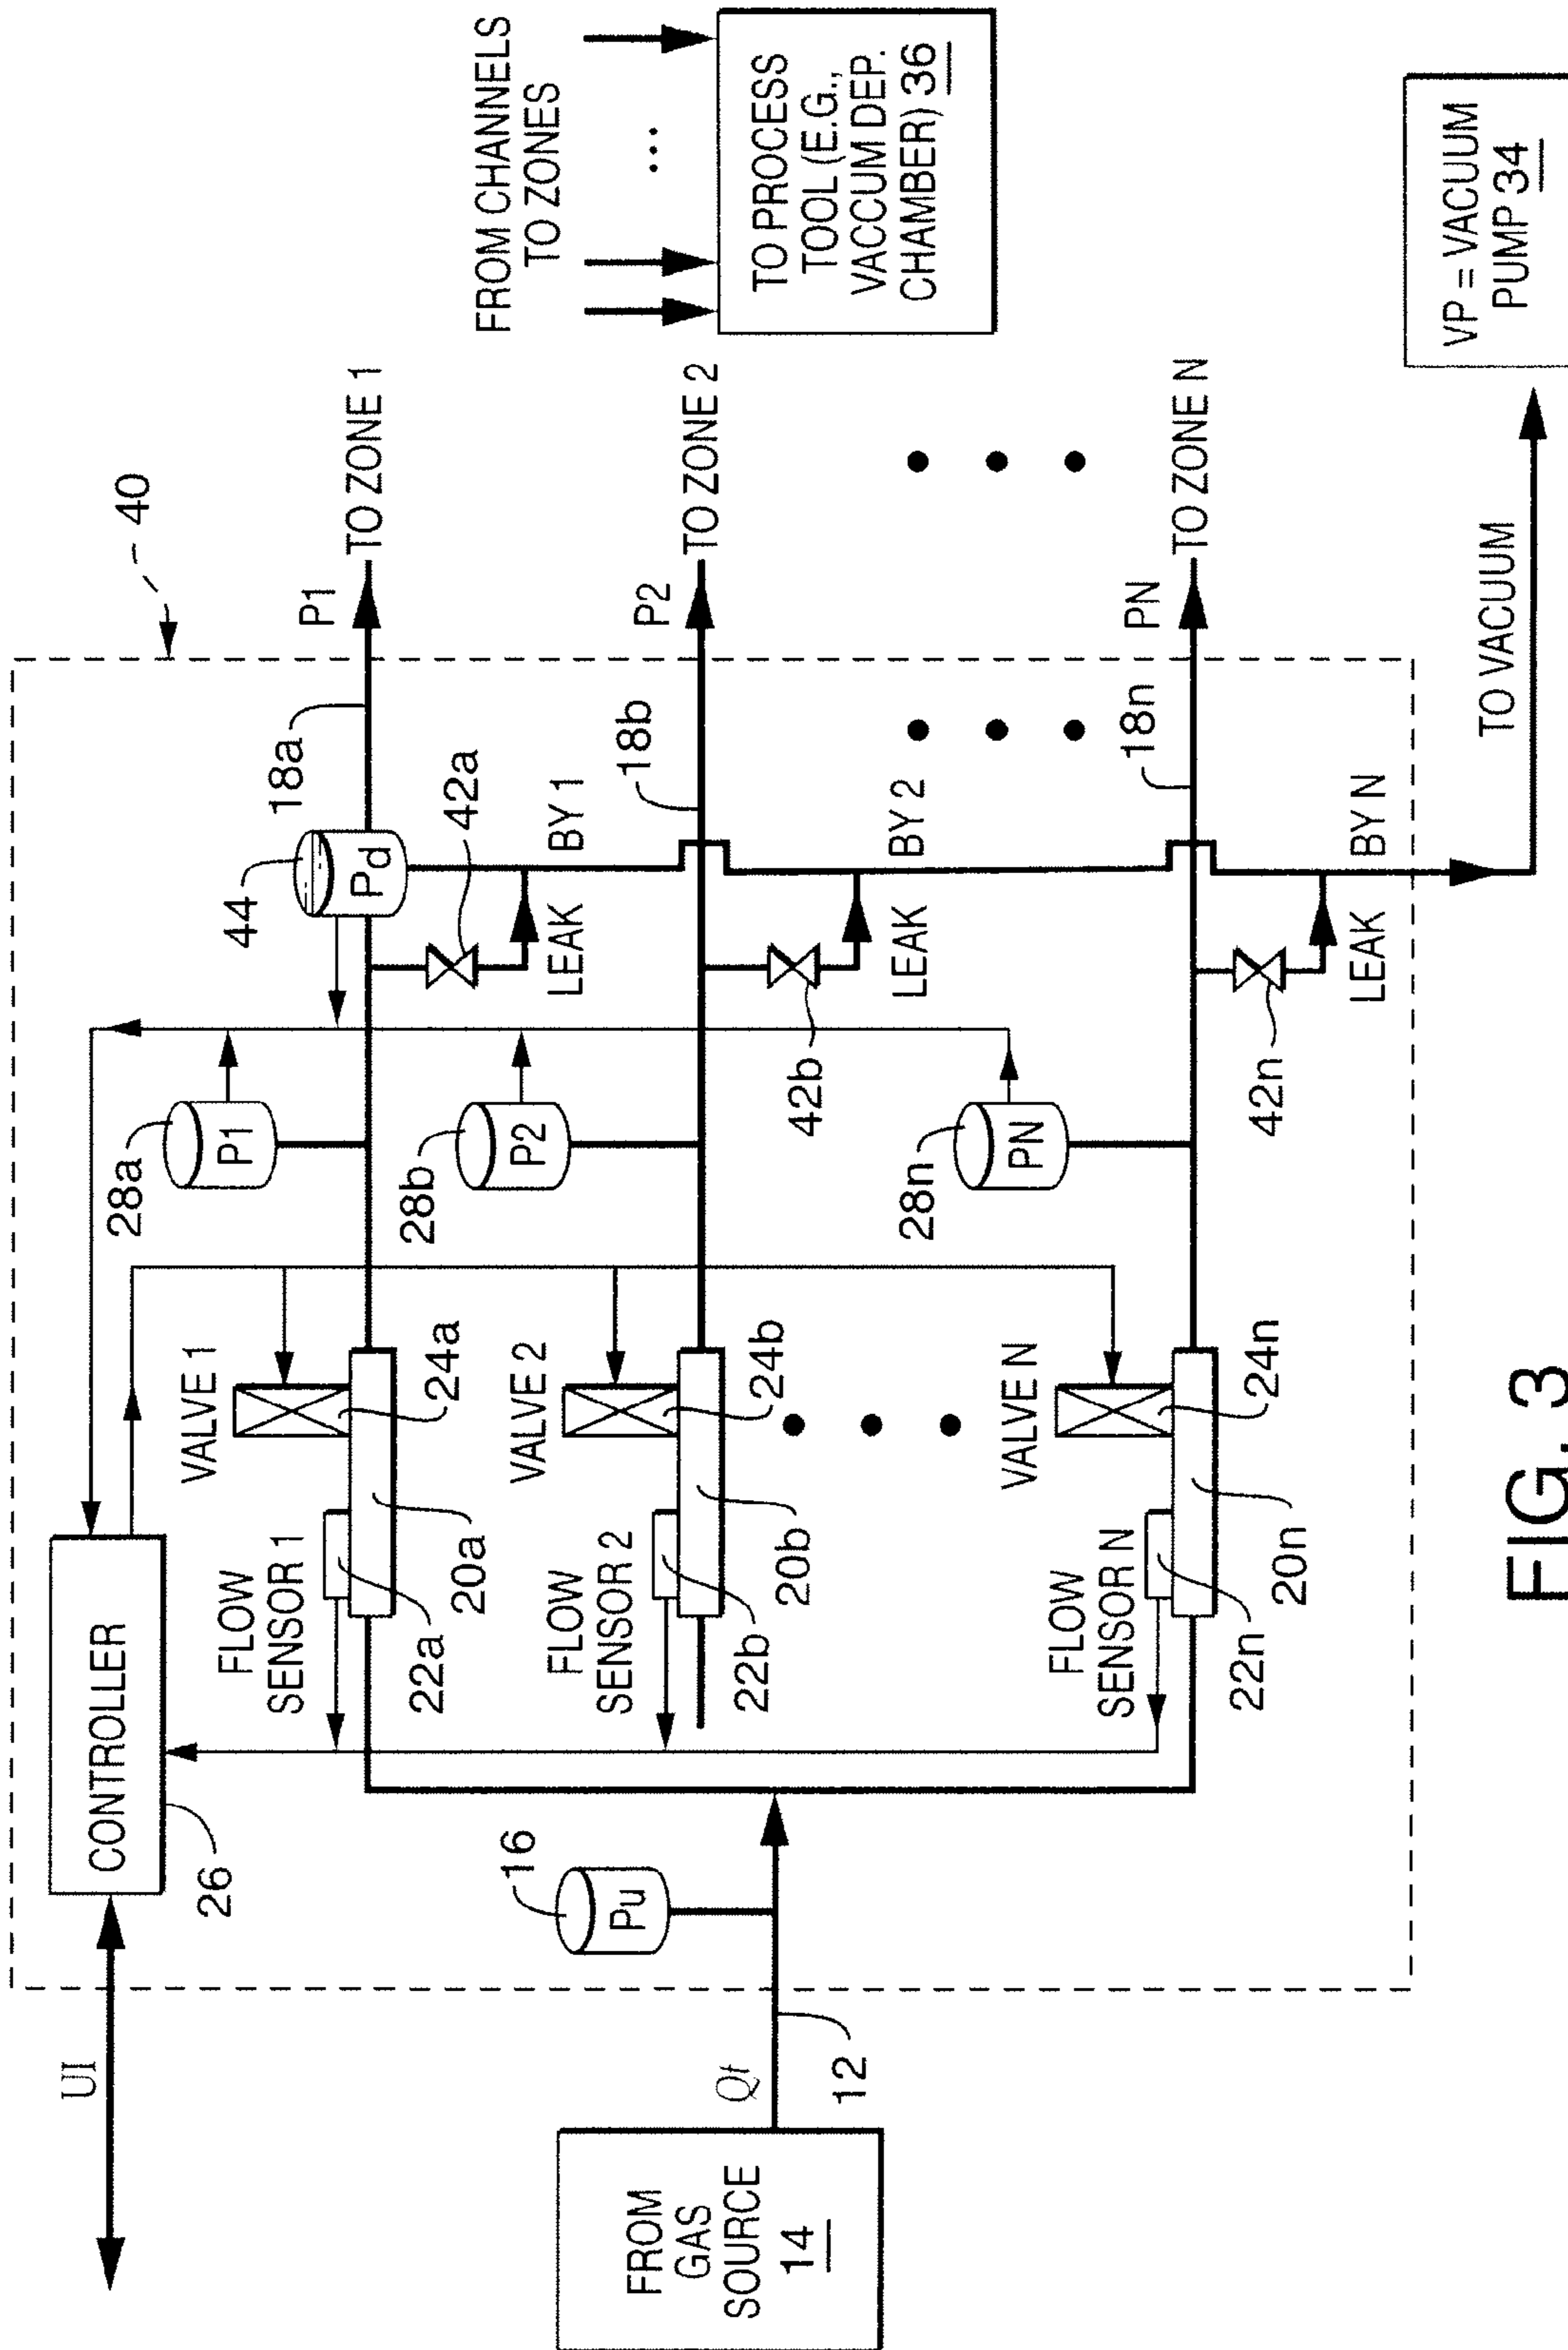 UI
CONTROLLER
26
40
28a
P1
44
Pd
18a
P1
TO ZONE 1
VALVE 1
24a
FLOW
SENSOR 1
22a
20a
42a
LEAK
BY 1
FROM CHANNELS
TO ZONES
...
TO PROCESS
TOOL (E.G.,
VACCUM DEP.
CHAMBER) 36
16
Pu
FROM
GAS
SOURCE
14
Qt
12
28b
P2
18b
P2
TO ZONE 2
VALVE 2
24b
FLOW
SENSOR 2
22b
20b
42b
LEAK
BY 2
28n
PN
18n
PN
TO ZONE N
VALVE N
24n
FLOW
SENSOR N
22n
20n
42n
LEAK
BY N
TO VACUUM
VP = VACUUM
PUMP 34
FIG. 3